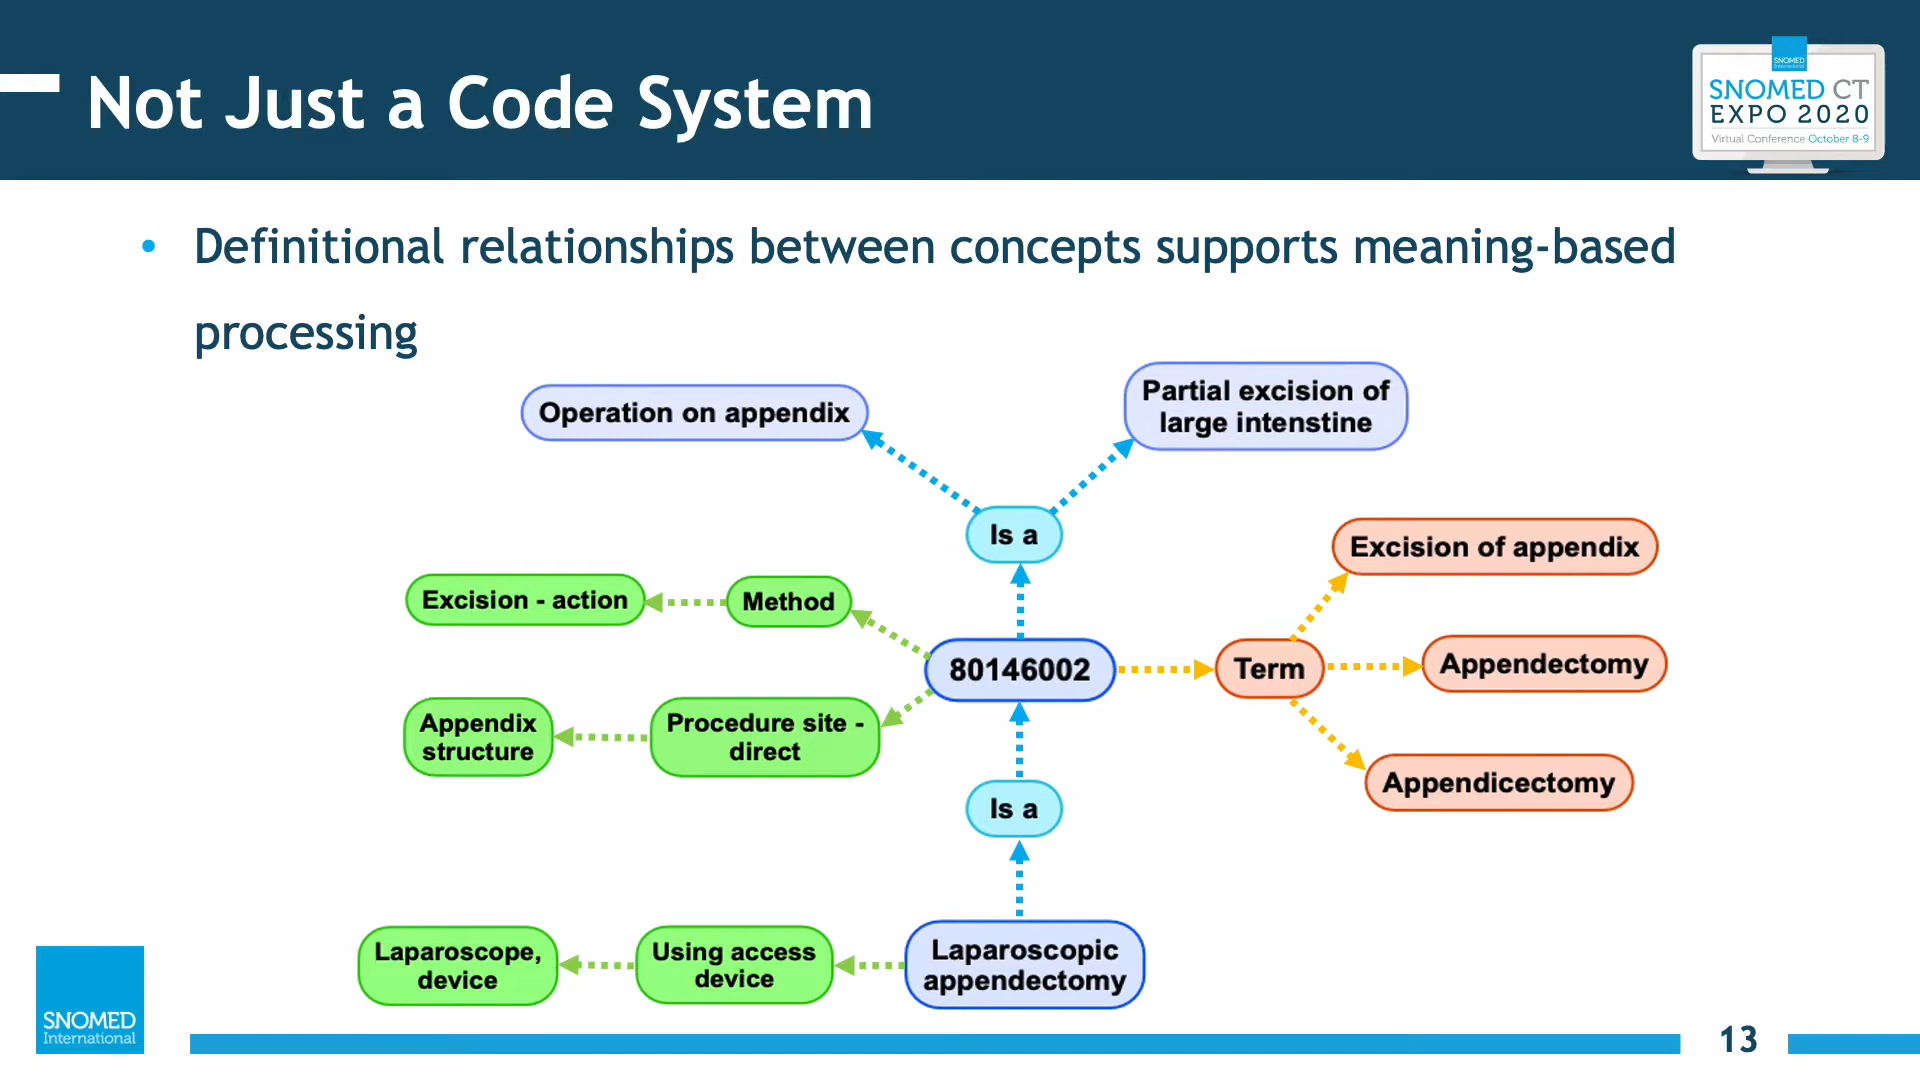 Not Just a Code System
SNOMED
International
SNOMED CT
EXPO 2020
Virtual Conference October 8-9
• Definitional relationships between concepts supports meaning-based
processing
Operation on appendix
Partial excision of
large intenstine
Is a
Excision of appendix
Excision - action
Method
80146002
Term
Appendectomy
Appendix
structure
Procedure site -
direct
Is a
Appendicectomy
Laparoscope,
device
Using access
device
Laparoscopic
appendectomy
SNOMED
International
13